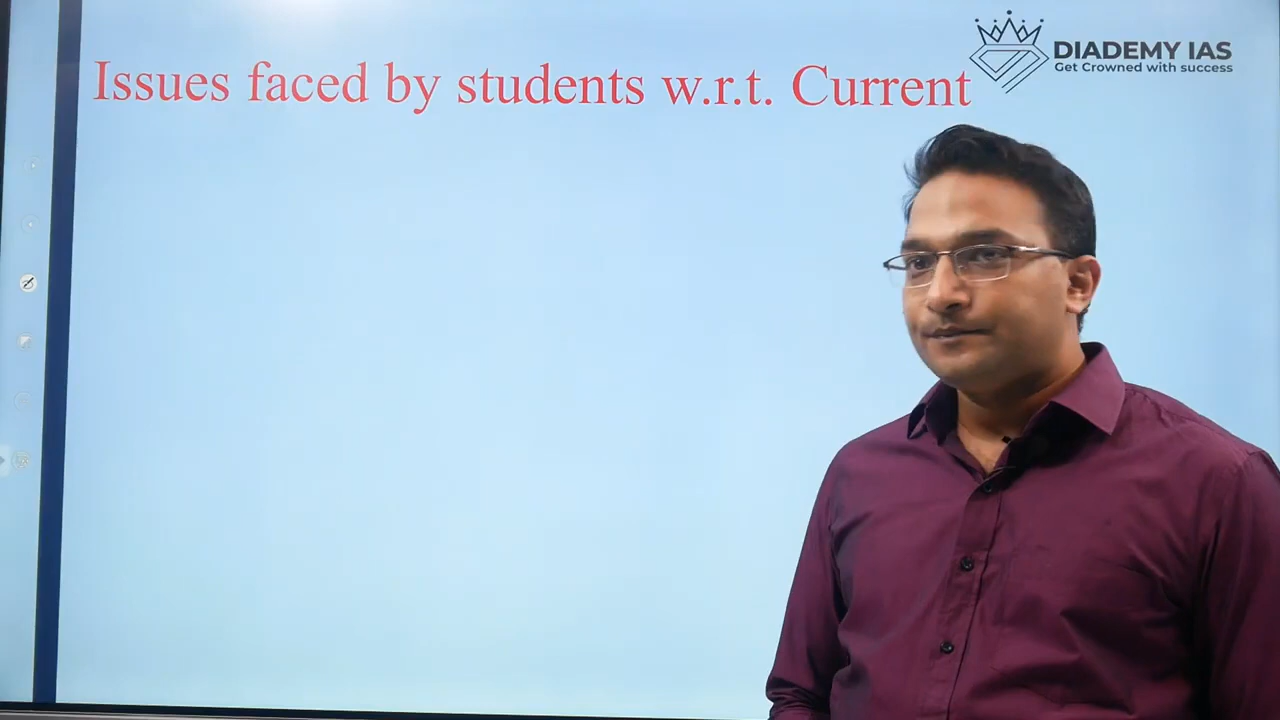 DIADEMY IAS
Get Crowned with success
Issues faced by students w.r.t. Current